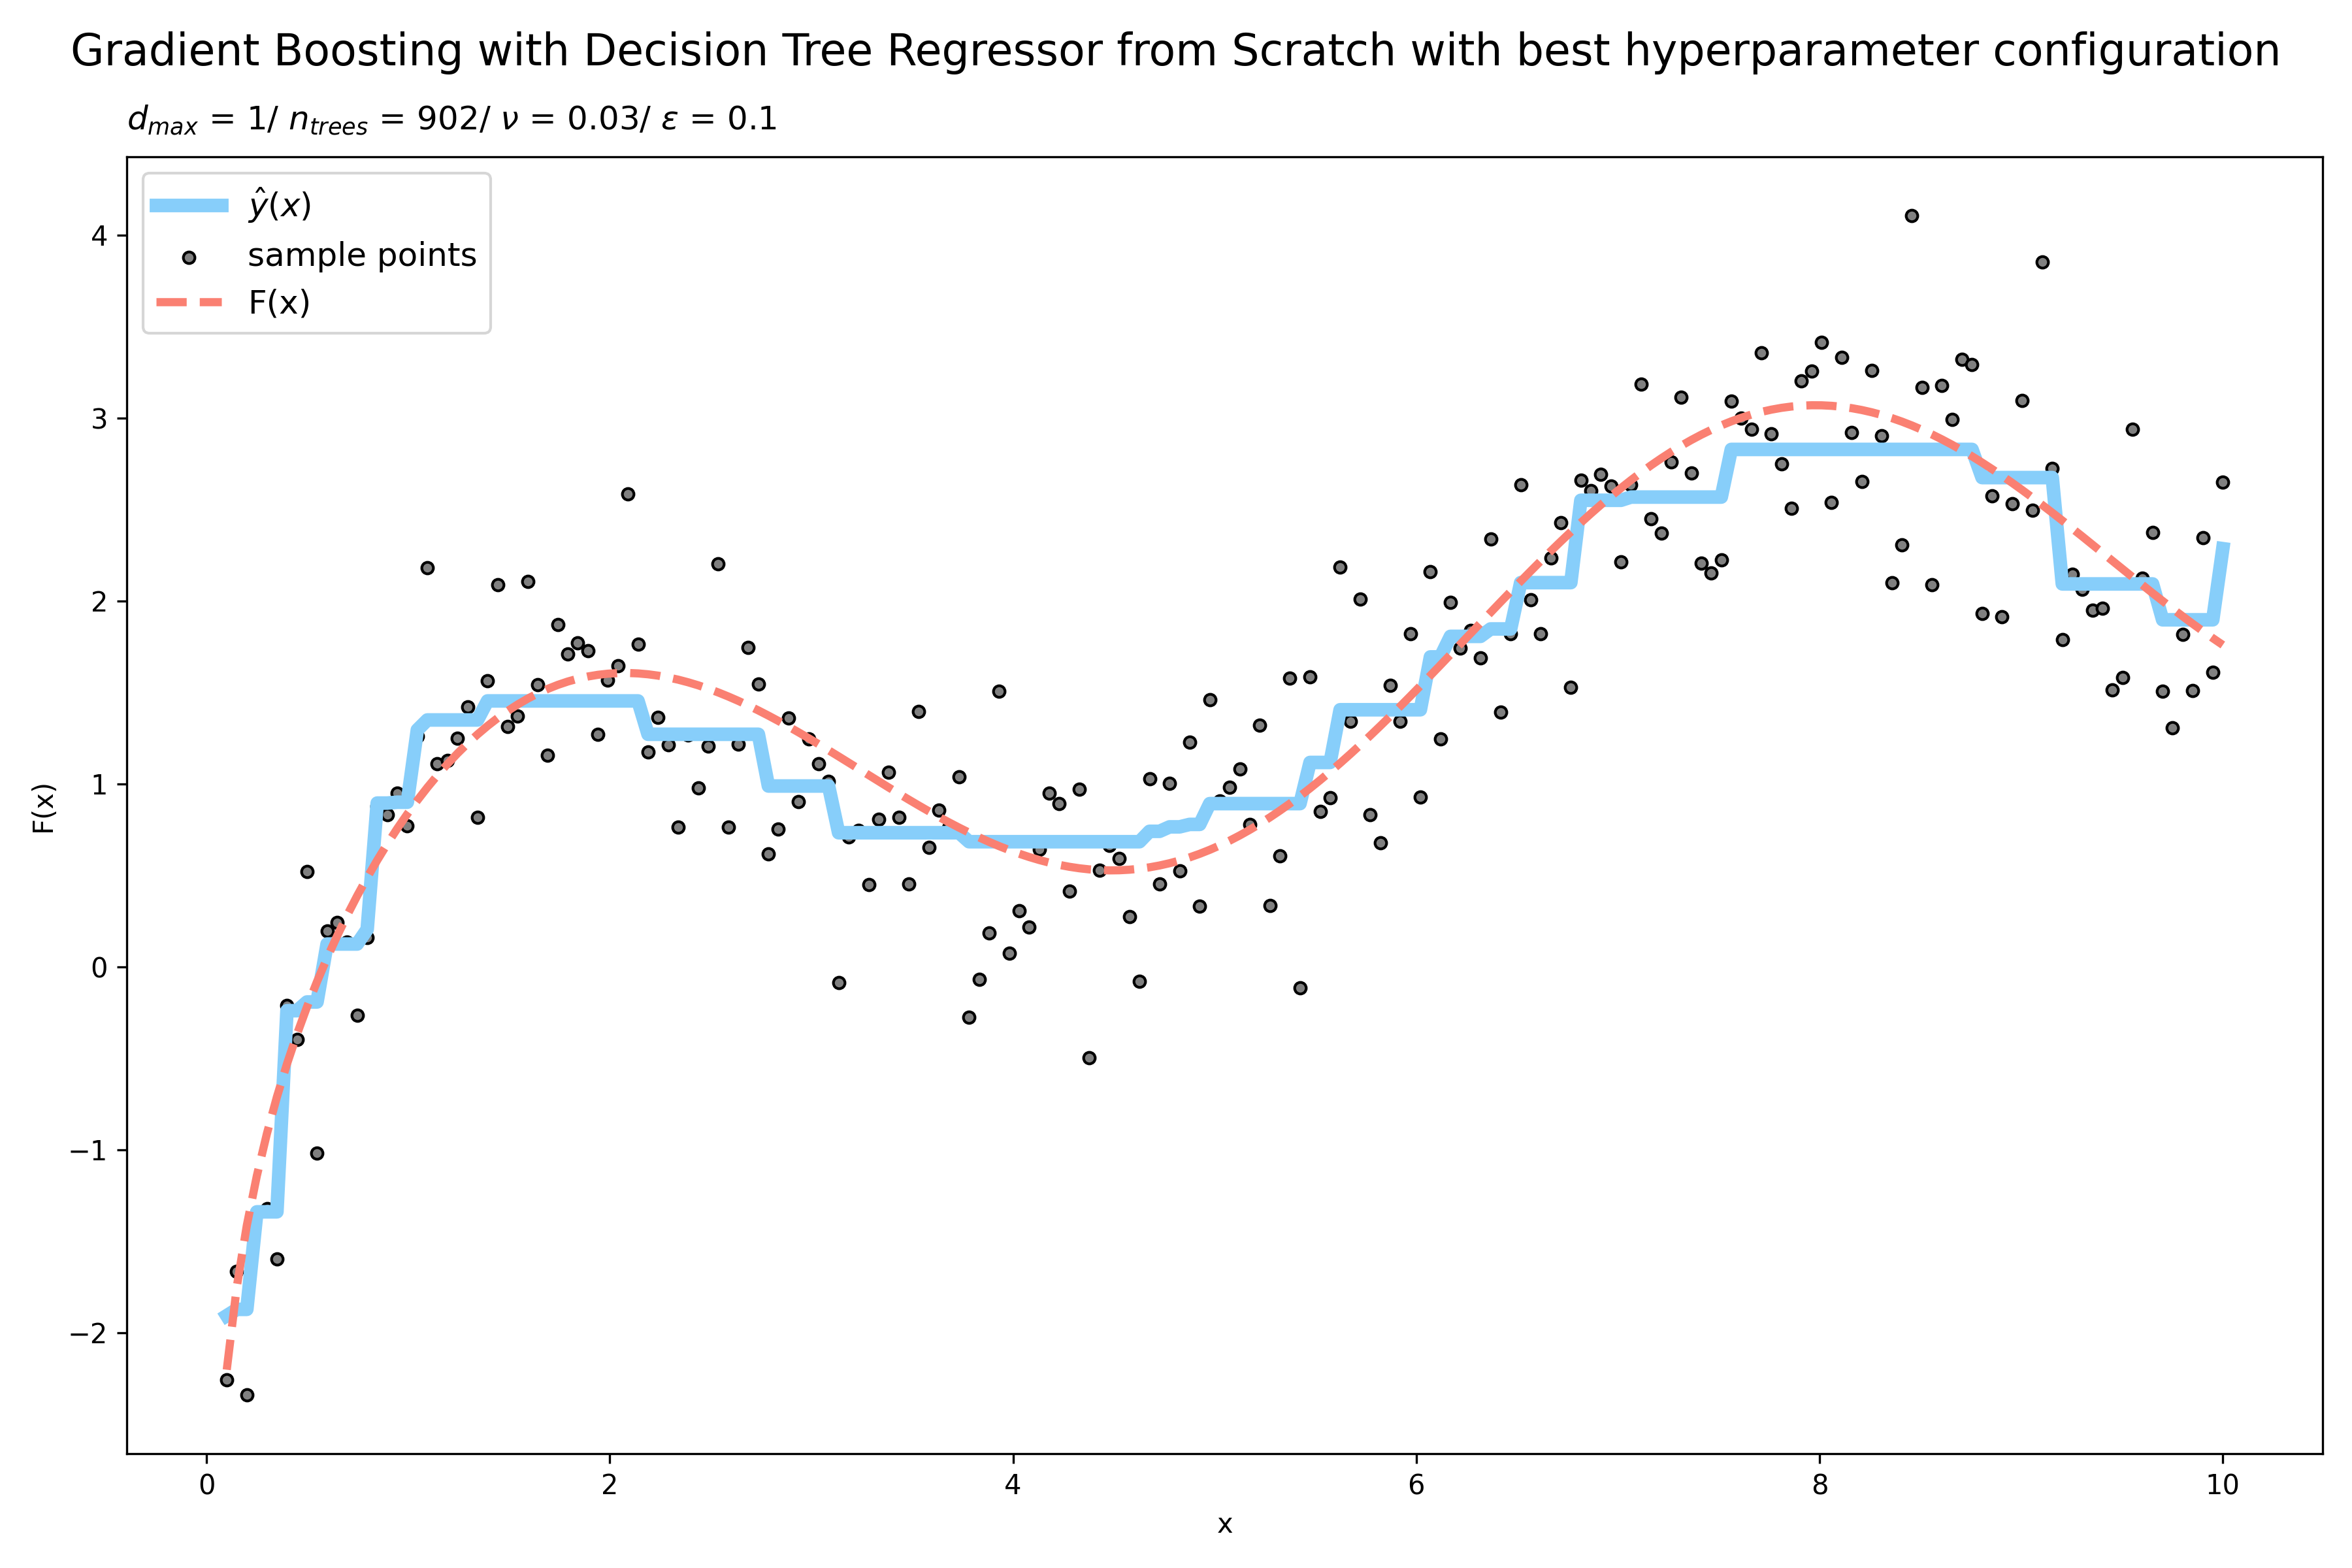 Gradient Boosting with Decision Tree Regressor from Scratch with best hyperparameter configuration
d_max = 1/ n_trees = 902/ ν = 0.03/ ε = 0.1
ŷ(x)
sample points
F(x)
4
3
2
1
0
−1
−2
F(x)
0 2 4 6 8 10
x